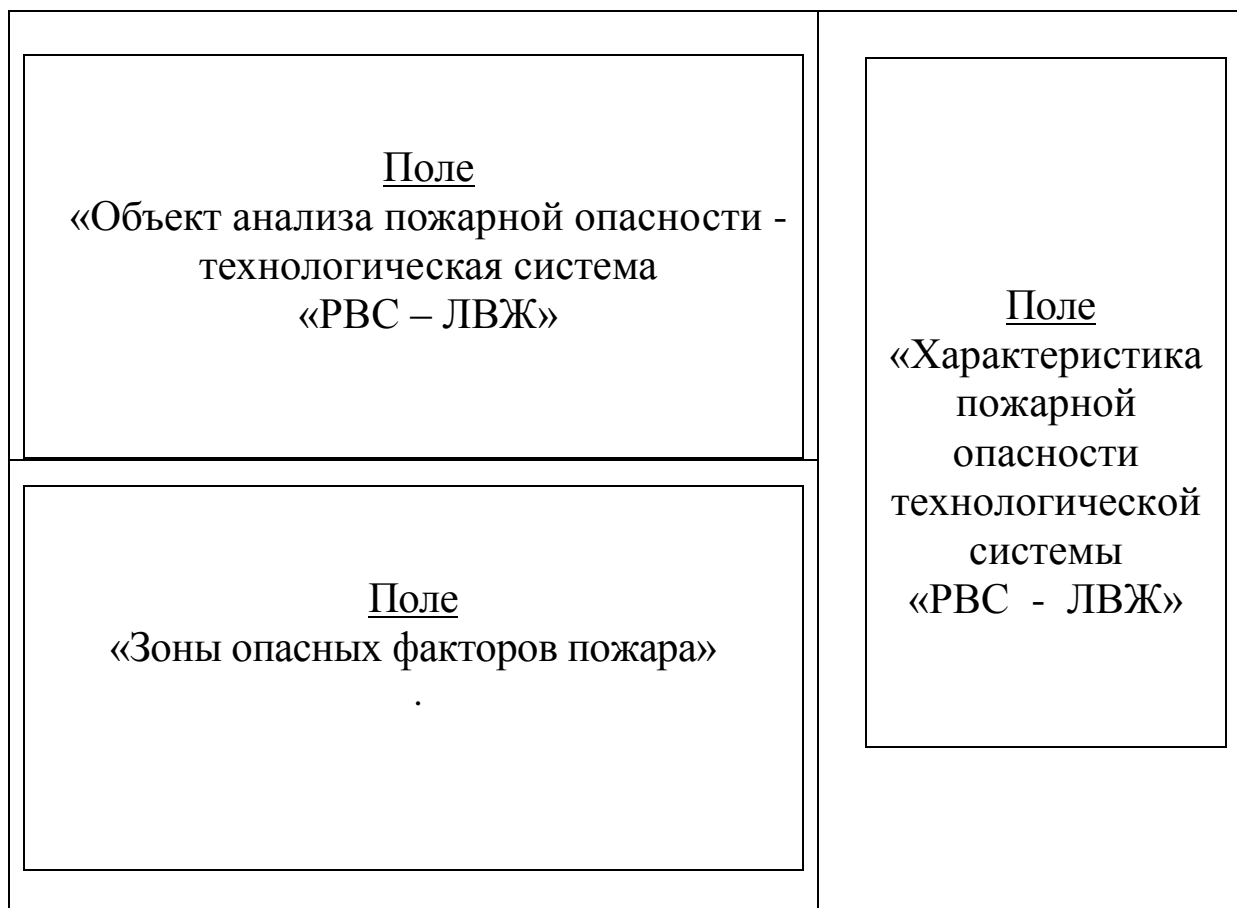 Поле
«Объект анализа пожарной опасности -
технологическая система
«РВС – ЛВЖ»
Поле
«Зоны опасных факторов пожара»
.
Поле
«Характеристика
пожарной
опасности
технологической
системы
«РВС - ЛВЖ»